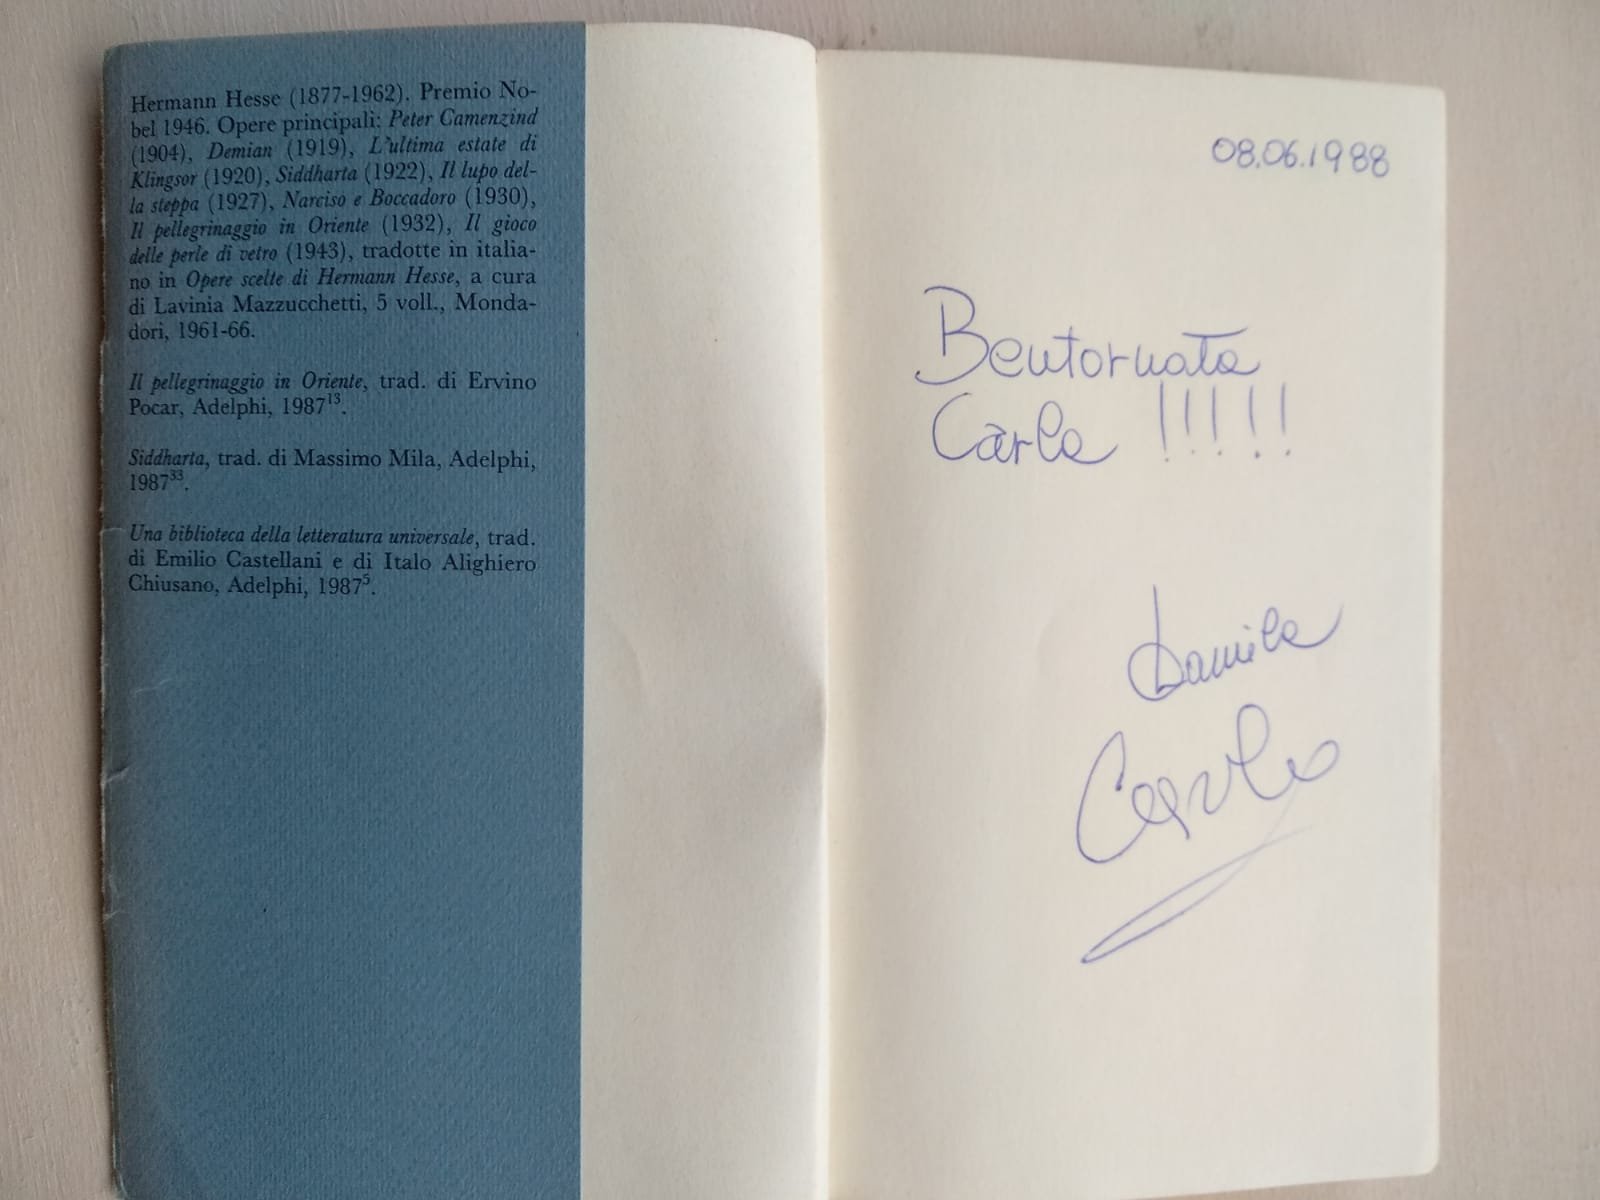 Hermann Hesse (1877-1962). Premio No-
bel 1946. Opere principali: Peter Camenzind
(1904), Demian (1919), L'ultima estate di
Klingsor (1920), Siddharta (1922), Il lupo del-
la steppa (1927), Narciso e Boccadoro (1930),
Il pellegrinaggio in Oriente (1932), Il gioco
delle perle di vetro (1943), tradotte in italia-
no in Opere scelte di Hermann Hesse, a cura
di Lavinia Mazzucchetti, 5 voll., Monda-
dori, 1961-66.
Il pellegrinaggio in Oriente, trad. di Ervino
Pocar, Adelphi, 1987¹³.
Siddharta, trad. di Massimo Mila, Adelphi,
1987³³.
Una biblioteca della letteratura universale, trad.
di Emilio Castellani e di Italo Alighiero
Chiusano, Adelphi, 1987⁵.
08.06.1988
Bentornata
Carla !!!!!
Damila
Carlo